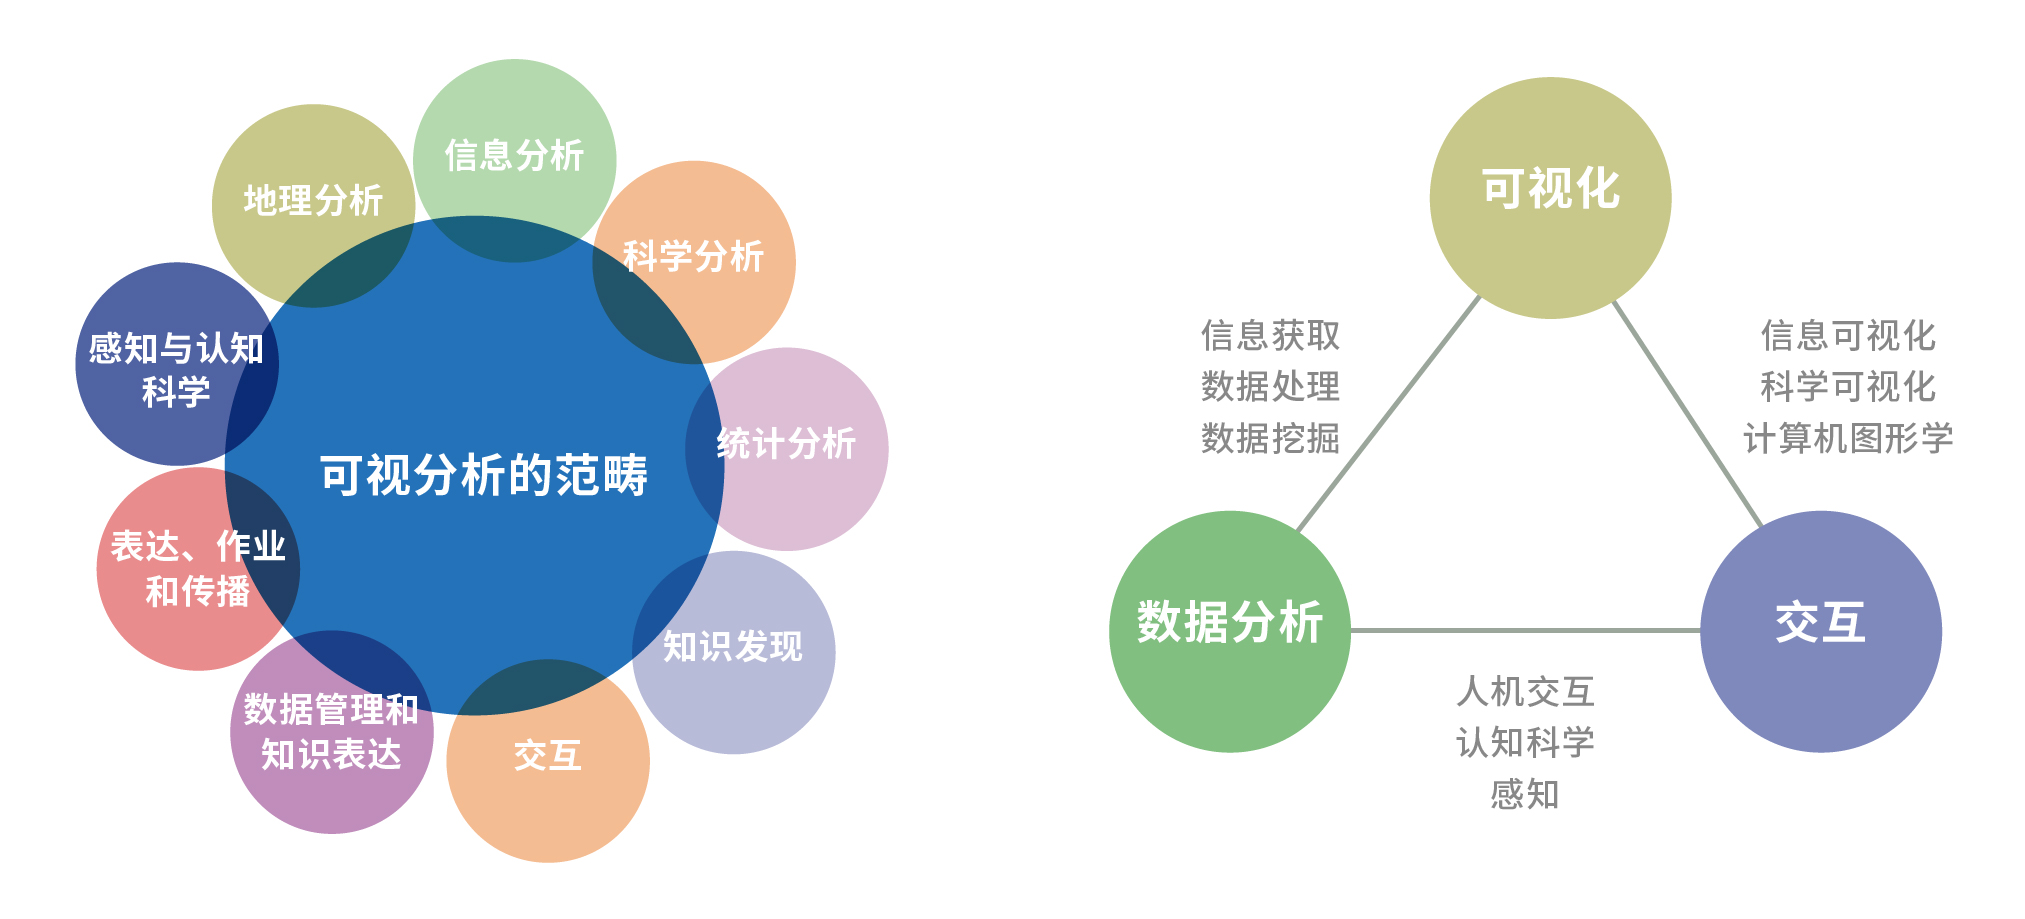 信息分析
地理分析
科学分析
感知与认知
科学
统计分析
可视分析的范畴
表达、作业
和传播
知识发现
数据管理和
知识表达
交互
可视化
信息获取
数据处理
数据挖掘
信息可视化
科学可视化
计算机图形学
数据分析
交互
人机交互
认知科学
感知